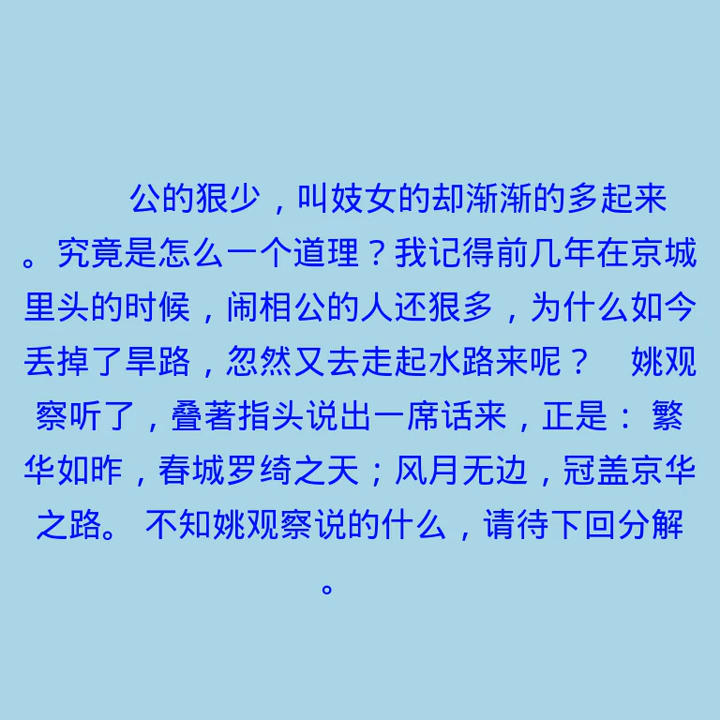 公的狠少，叫妓女的却渐渐的多起来
。究竟是怎么一个道理？我记得前几年在京城
里头的时候，闹相公的人还狠多，为什么如今
丢掉了旱路，忽然又去走起水路来呢？　姚观
察听了，叠著指头说出一席话来，正是： 繁
华如昨，春城罗绮之天；风月无边，冠盖京华
之路。 不知姚观察说的什么，请待下回分解
。